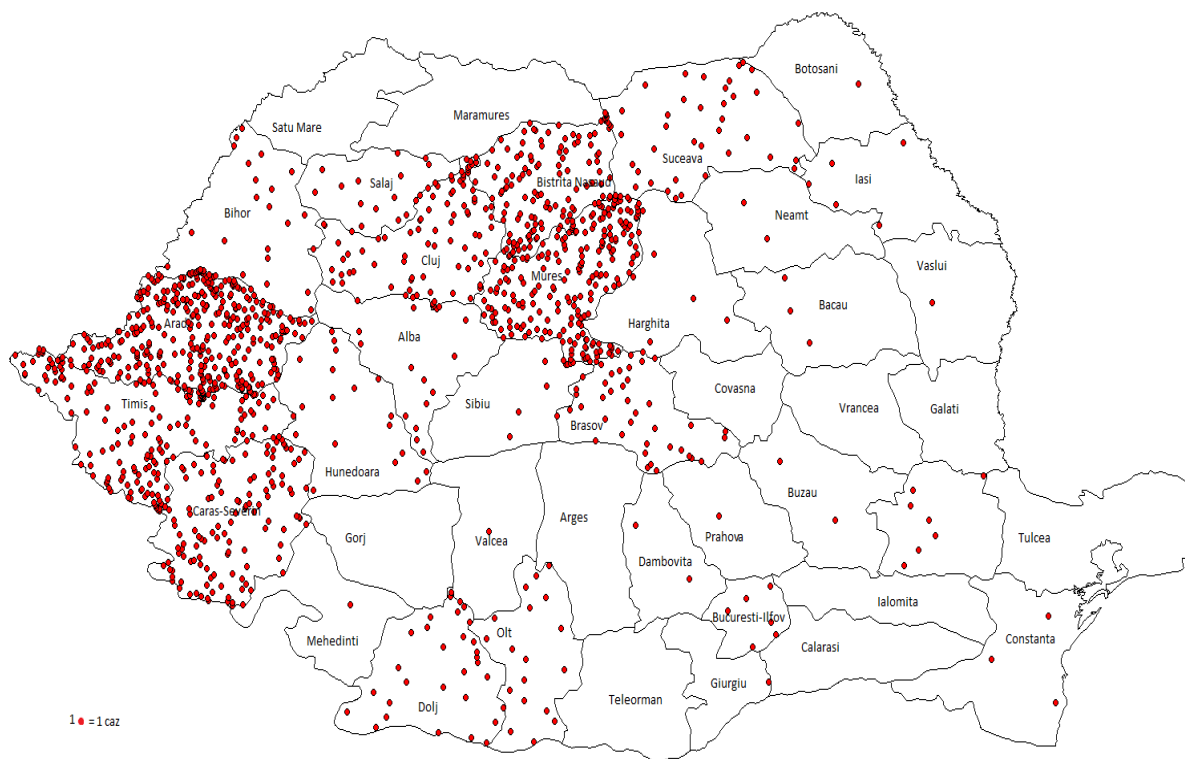 Botosani
Maramures
Satu Mare
Suceava
Iasi
Salaj
Bistrita Nasaud
Bihor
Neamt
Cluj
Vaslui
Mures
Bacau
Arad
Harghita
Alba
Covasna
Timis
Sibiu
Vrancea
Galati
Brasov
Hunedoara
Buzau
Caras-Severin
Arges
Gorj
Valcea
Prahova
Tulcea
Dambovita
Ialomita
Bucuresti-Ilfov
Olt
Mehedinti
Constanta
Calarasi
Giurgiu
Teleorman
Dolj
1 = 1 caz